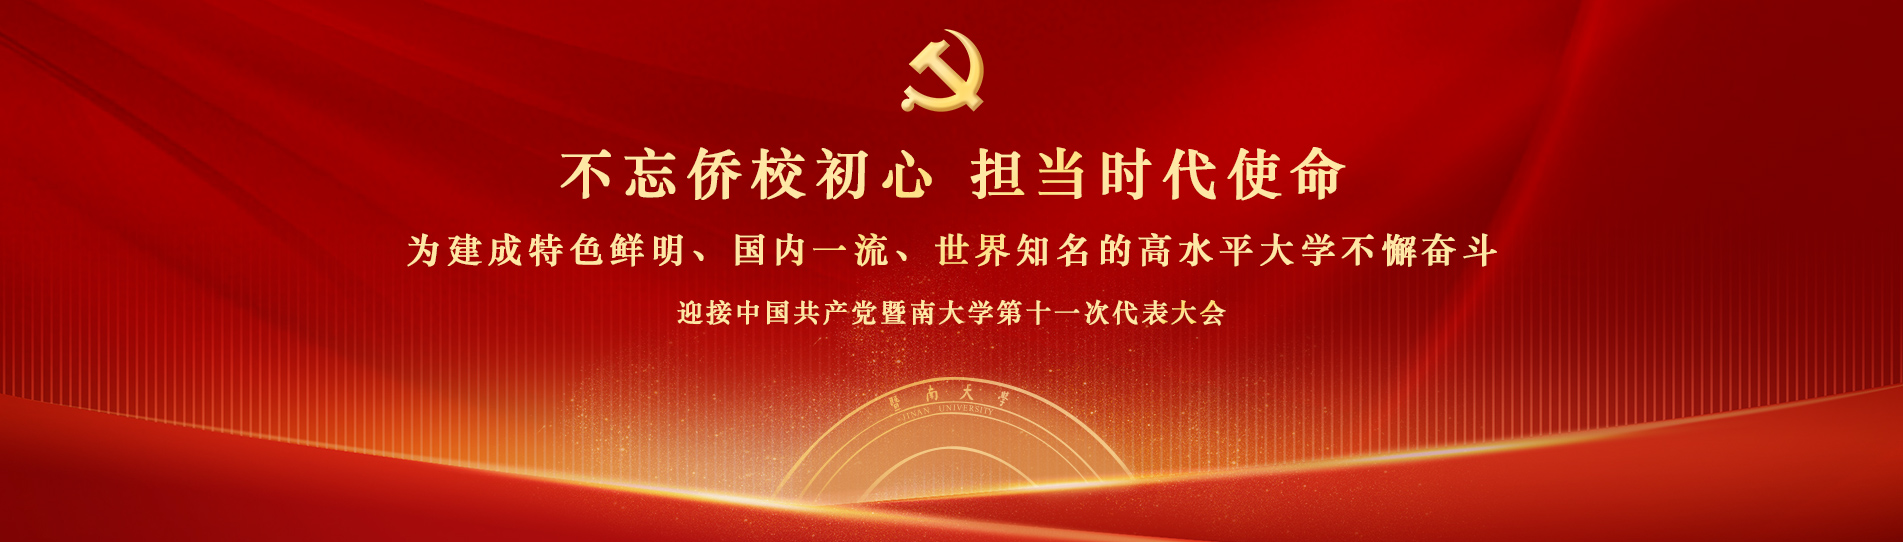 不忘侨校初心 担当时代使命
为建成特色鲜明、国内一流、世界知名的高水平大学不懈奋斗
迎接中国共产党暨南大学第十一次代表大会
暨南大学
JINAN UNIVERSITY